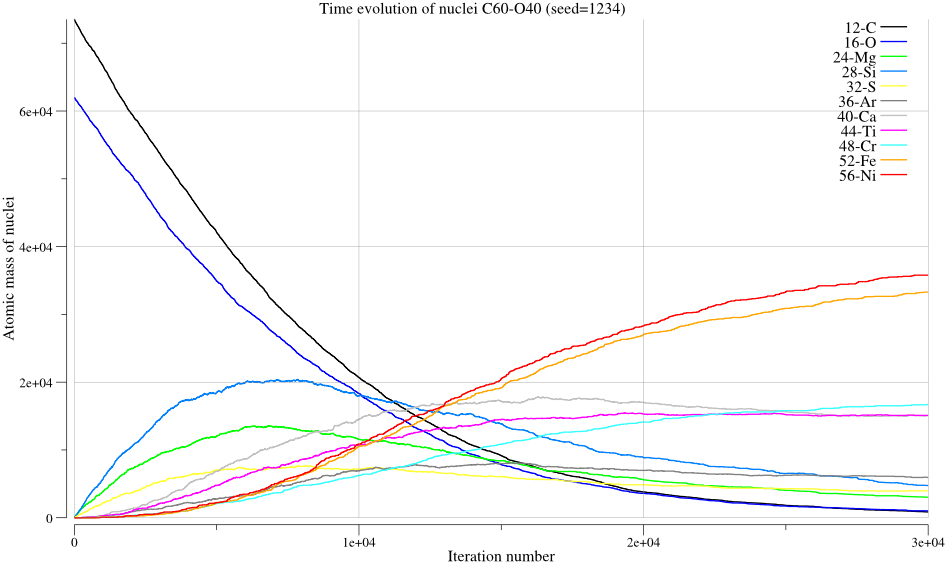 Time evolution of nuclei C60-O40 (seed=1234)
12-C
16-O
24-Mg
28-Si
32-S
36-Ar
40-Ca
44-Ti
48-Cr
52-Fe
56-Ni
6e+04
4e+04
2e+04
0
Atomic mass of nuclei
0 1e+04 2e+04 3e+04
Iteration number